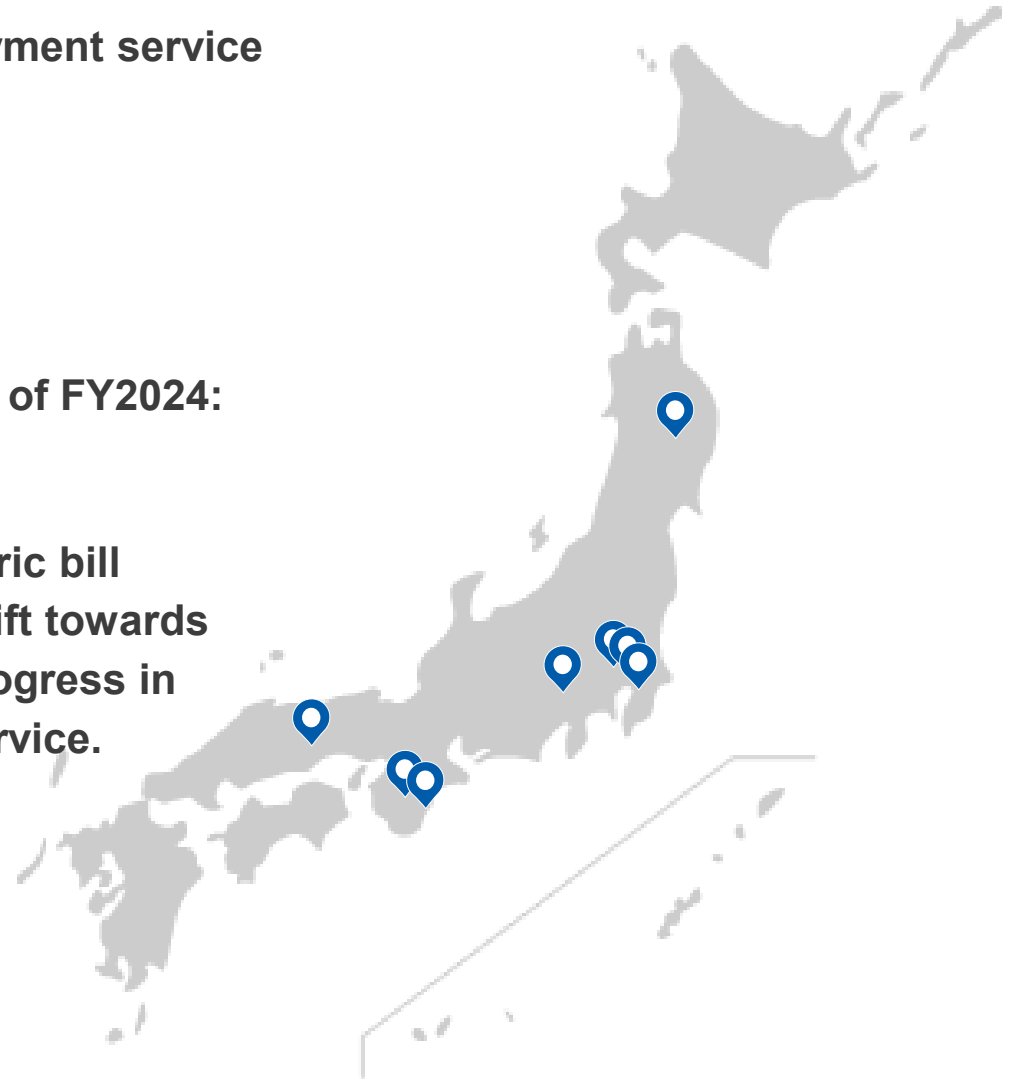 yment service
of FY2024:
ric bill
ift towards
ogress in
rvice.